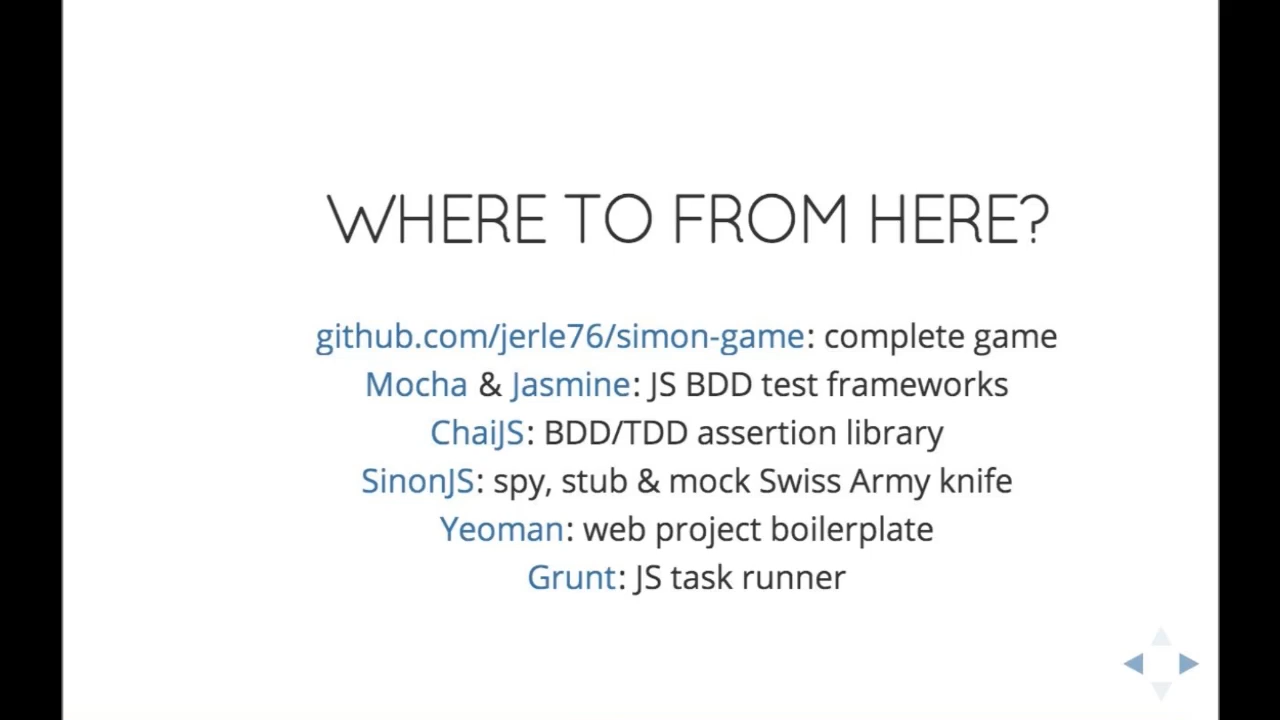 WHERE TO FROM HERE?
github.com/jerle76/simon-game: complete game
Mocha & Jasmine: JS BDD test frameworks
ChaiJS: BDD/TDD assertion library
SinonJS: spy, stub & mock Swiss Army knife
Yeoman: web project boilerplate
Grunt: JS task runner